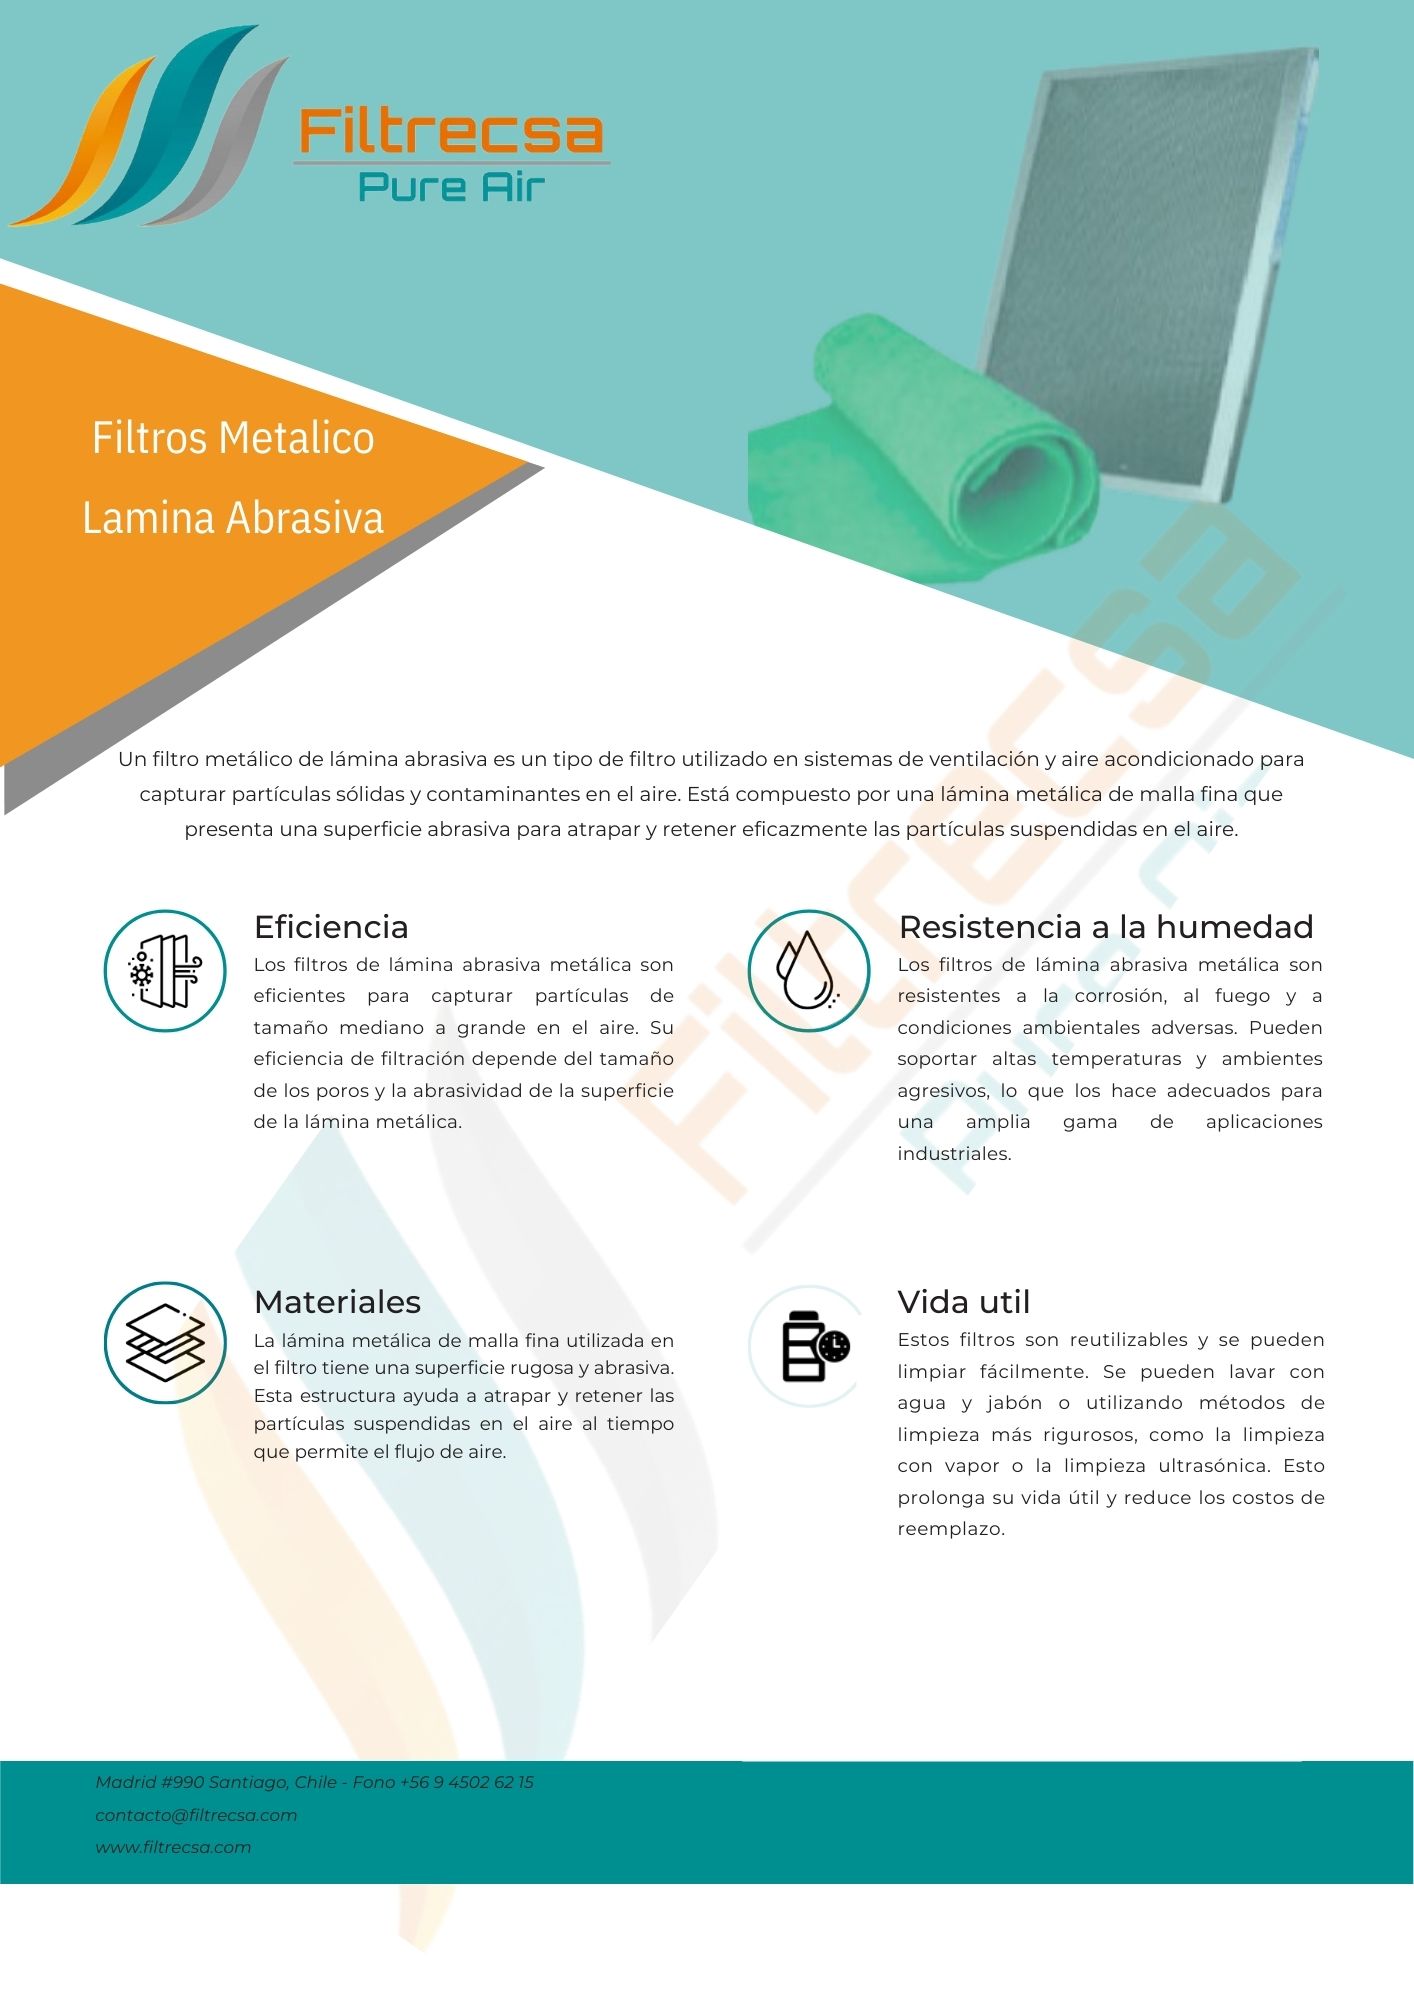 Filtrecsa
Pure Air
Filtros Metalico
Lamina Abrasiva
Un filtro metálico de lámina abrasiva es un tipo de filtro utilizado en sistemas de ventilación y aire acondicionado para
capturar partículas sólidas y contaminantes en el aire. Está compuesto por una lámina metálica de malla fina que
presenta una superficie abrasiva para atrapar y retener eficazmente las partículas suspendidas en el aire.
Eficiencia
Los filtros de lámina abrasiva metálica son
eficientes para capturar partículas de
tamaño mediano a grande en el aire. Su
eficiencia de filtración depende del tamaño
de los poros y la abrasividad de la superficie
de la lámina metálica.
Resistencia a la humedad
Los filtros de lámina abrasiva metálica son
resistentes a la corrosión, al fuego y a
condiciones ambientales adversas. Pueden
soportar altas temperaturas y ambientes
agresivos, lo que los hace adecuados para
una amplia gama de aplicaciones
industriales.
Materiales
La lámina metálica de malla fina utilizada en
el filtro tiene una superficie rugosa y abrasiva.
Esta estructura ayuda a atrapar y retener las
partículas suspendidas en el aire al tiempo
que permite el flujo de aire.
Vida util
Estos filtros son reutilizables y se pueden
limpiar fácilmente. Se pueden lavar con
agua y jabón o utilizando métodos de
limpieza más rigurosos, como la limpieza
con vapor o la limpieza ultrasónica. Esto
prolonga su vida útil y reduce los costos de
reemplazo.
Filtrecsa
Pure Air
Madrid #990 Santiago, Chile - Fono +56 9 4502 62 15
contacto@filtrecsa.com
www.filtrecsa.com